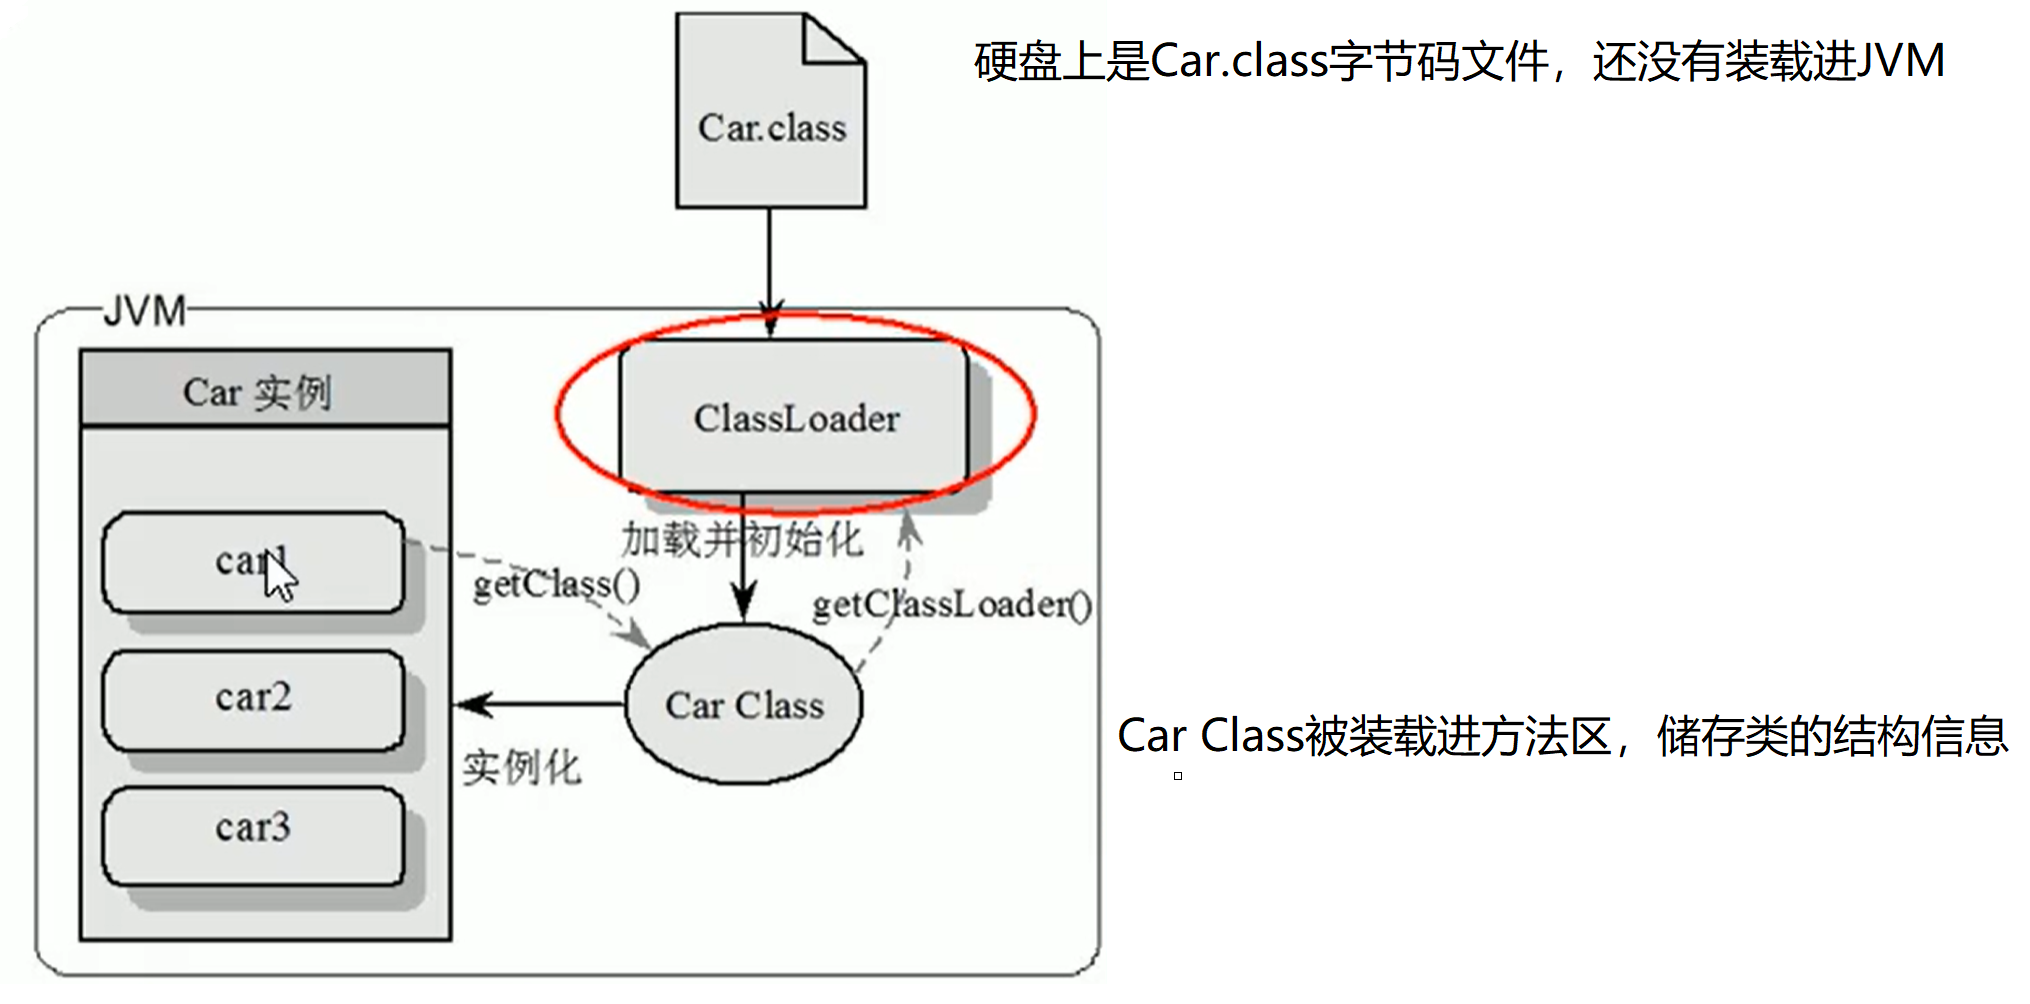 硬盘上是Car.class字节码文件，还没有装载进JVM
Car.class
JVM
Car 实例
ClassLoader
加载并初始化
car1
getClass()
getClassLoader()
car2
Car Class
Car Class被装载进方法区，储存类的结构信息
实例化
car3